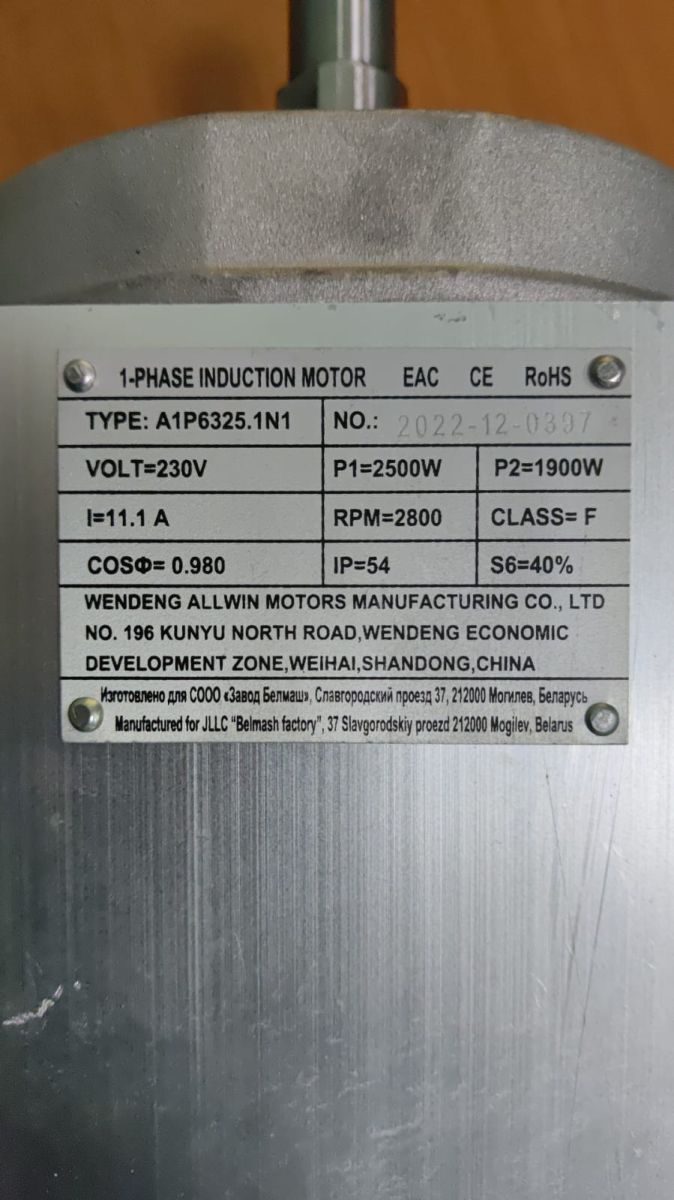 1-PHASE INDUCTION MOTOR EAC CE RoHS
TYPE: A1P6325.1N1 NO.: 2022-12-0397
VOLT=230V P1=2500W P2=1900W
I=11.1 A RPM=2800 CLASS= F
COSΦ= 0.980 IP=54 S6=40%
WENDENG ALLWIN MOTORS MANUFACTURING CO., LTD
NO. 196 KUNYU NORTH ROAD,WENDENG ECONOMIC
DEVELOPMENT ZONE,WEIHAI,SHANDONG,CHINA
Изготовлено для СООО «Завод Белмаш», Славгородский проезд 37, 212000 Могилев, Беларусь
Manufactured for JLLC "Belmash factory", 37 Slavgorodskiy proezd 212000 Mogilev, Belarus